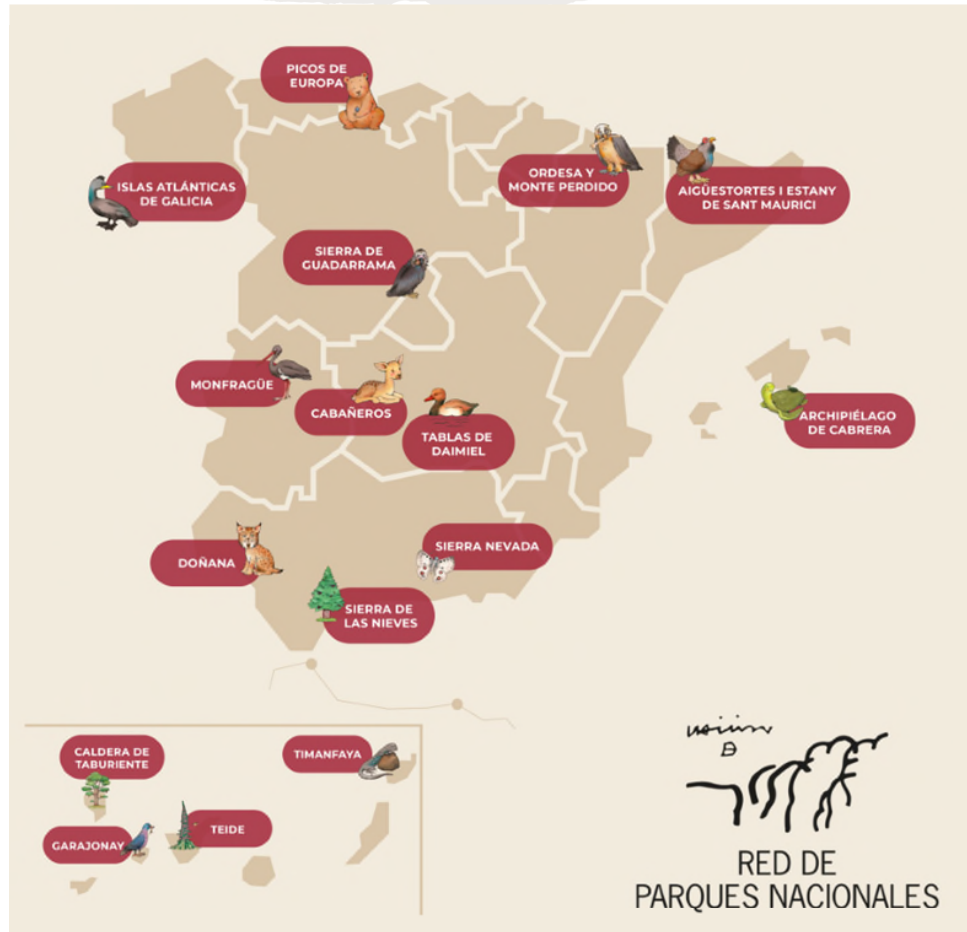 PICOS DE
EUROPA
ISLAS ATLÁNTICAS
DE GALICIA
ORDESA Y
MONTE PERDIDO
AIGÜESTORTES I ESTANY
DE SANT MAURICI
SIERRA DE
GUADARRAMA
MONFRAGÜE
CABAÑEROS
TABLAS DE
DAIMIEL
ARCHIPIÉLAGO
DE CABRERA
DOÑANA
SIERRA NEVADA
SIERRA DE
LAS NIEVES
CALDERA DE
TABURIENTE
TIMANFAYA
GARAJONAY
TEIDE
RED DE
PARQUES NACIONALES